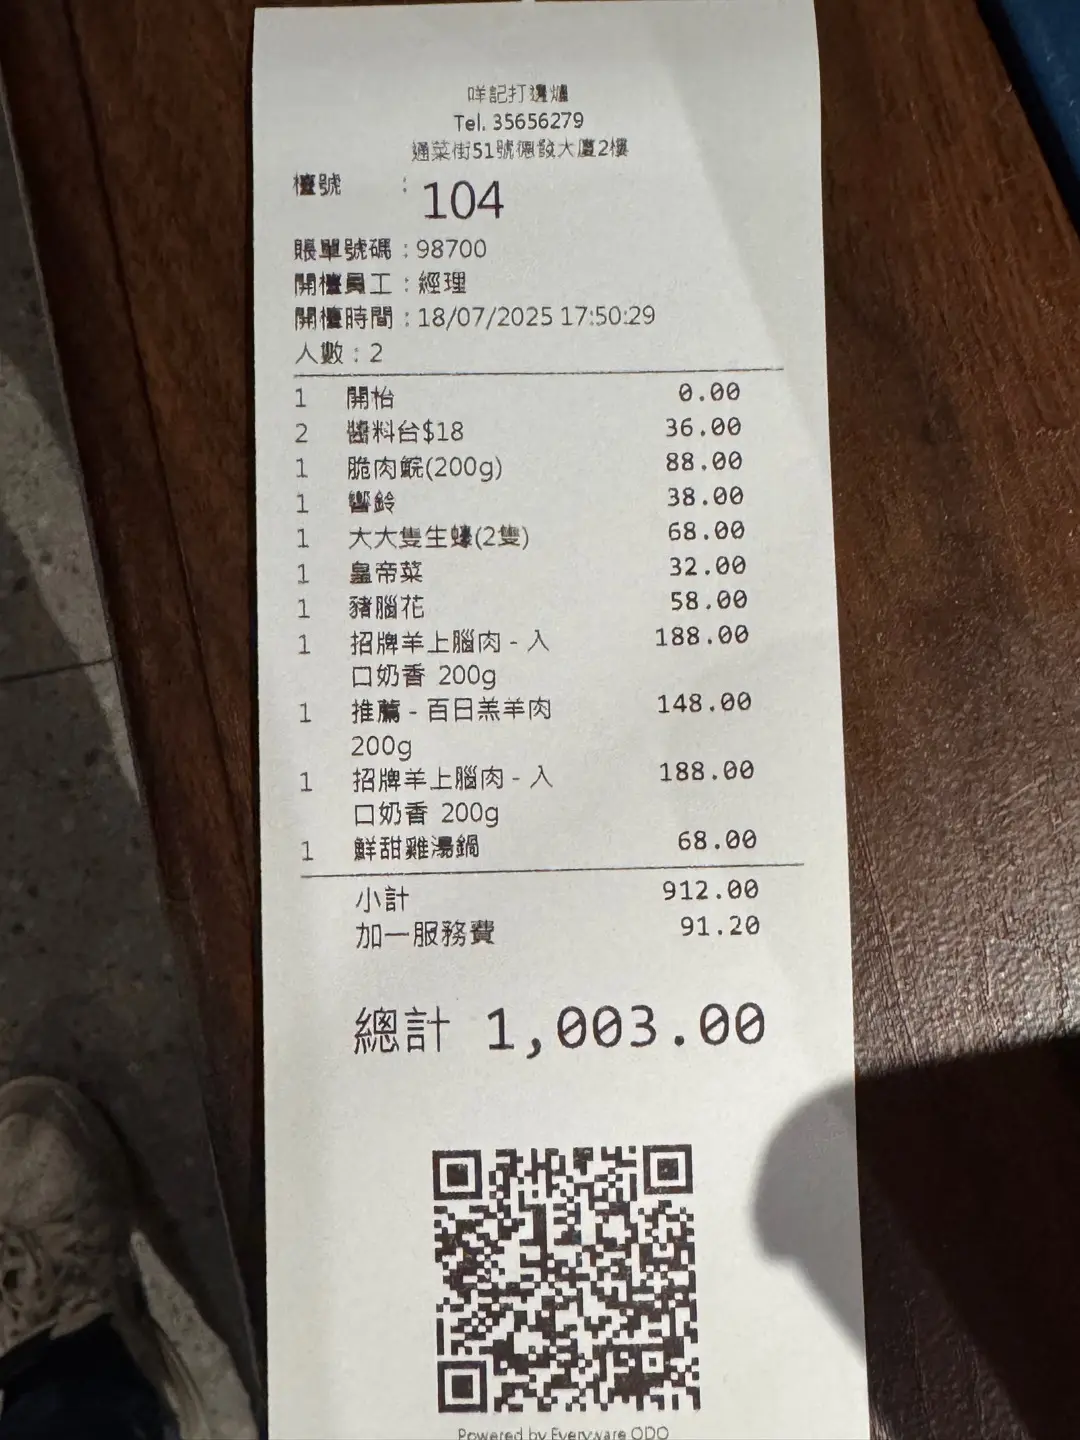 咩記打邊爐
Tel. 35656279
通菜街51號德發大廈2樓
檯號 : 104
賬單號碼 : 98700
開檯員工 : 經理
開檯時間 : 18/07/2025 17:50:29
人數 : 2
1 開枱 0.00
2 醬料台$18 36.00
1 脆肉鯇(200g) 88.00
1 響鈴 38.00
1 大大隻生蠔(2隻) 68.00
1 皇帝菜 32.00
1 豬腦花 58.00
1 招牌羊上腦肉 - 入 188.00
口奶香 200g
1 推薦 - 百日羔羊肉 148.00
200g
1 招牌羊上腦肉 - 入 188.00
口奶香 200g
1 鮮甜雞湯鍋 68.00
小計 912.00
加一服務費 91.20
總計 1,003.00
Powered by Everyware ODO